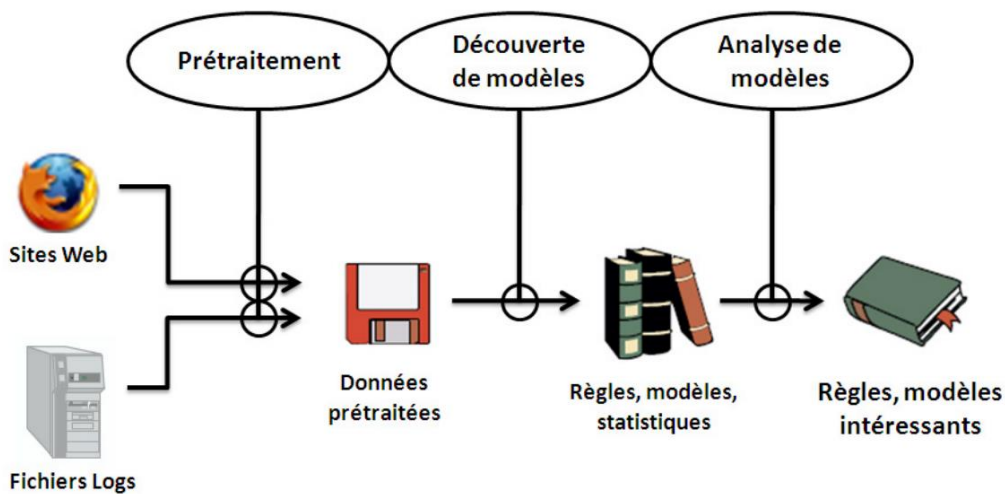 Prétraitement
Découverte
de modèles
Analyse de
modèles
Sites Web
Fichiers Logs
Données
prétraitées
Règles, modèles,
statistiques
Règles, modèles
intéressants